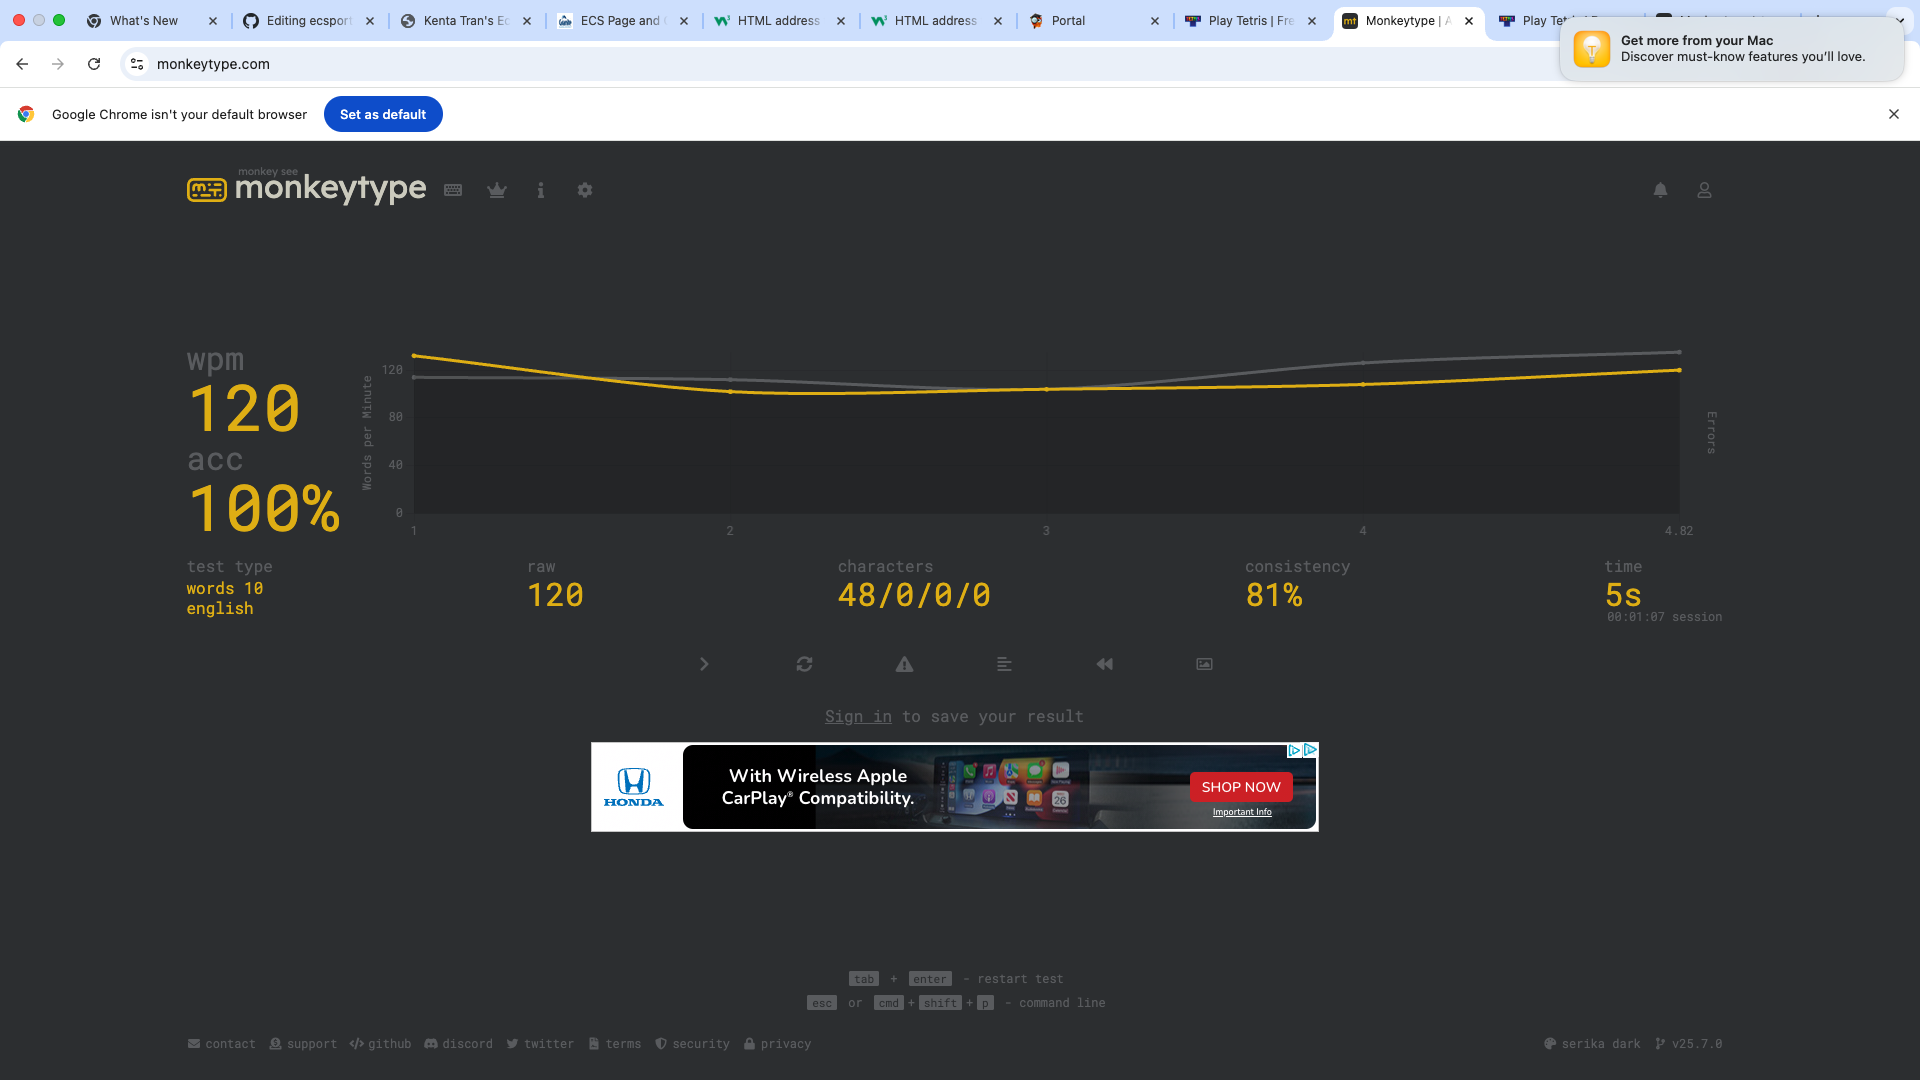 What's New
Editing ecsport
Kenta Tran's Ec
ECS Page and
HTML address
HTML address
Portal
Play Tetris | Fre
Monkeytype | A
Play Tet
Get more from your Mac
Discover must-know features you'll love.
monkeytype.com
Google Chrome isn't your default browser
Set as default
monkey see
monkeytype
wpm
120
acc
100%
Words per Minute
120
80
40
0
1
2
3
4
4.82
Errors
test type
words 10
english
raw
120
characters
48/0/0/0
consistency
81%
time
5s
00:01:07 session
Sign in to save your result
HONDA
With Wireless Apple
CarPlay® Compatibility.
SHOP NOW
Important Info
tab + enter - restart test
esc or cmd + shift + p - command line
contact support github discord twitter terms security privacy
serika dark v25.7.0